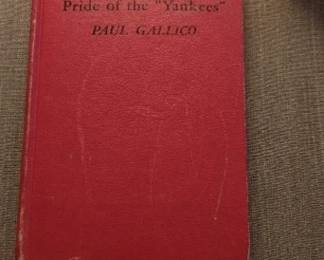 Pride of the "Yankees"
PAUL GALLICO